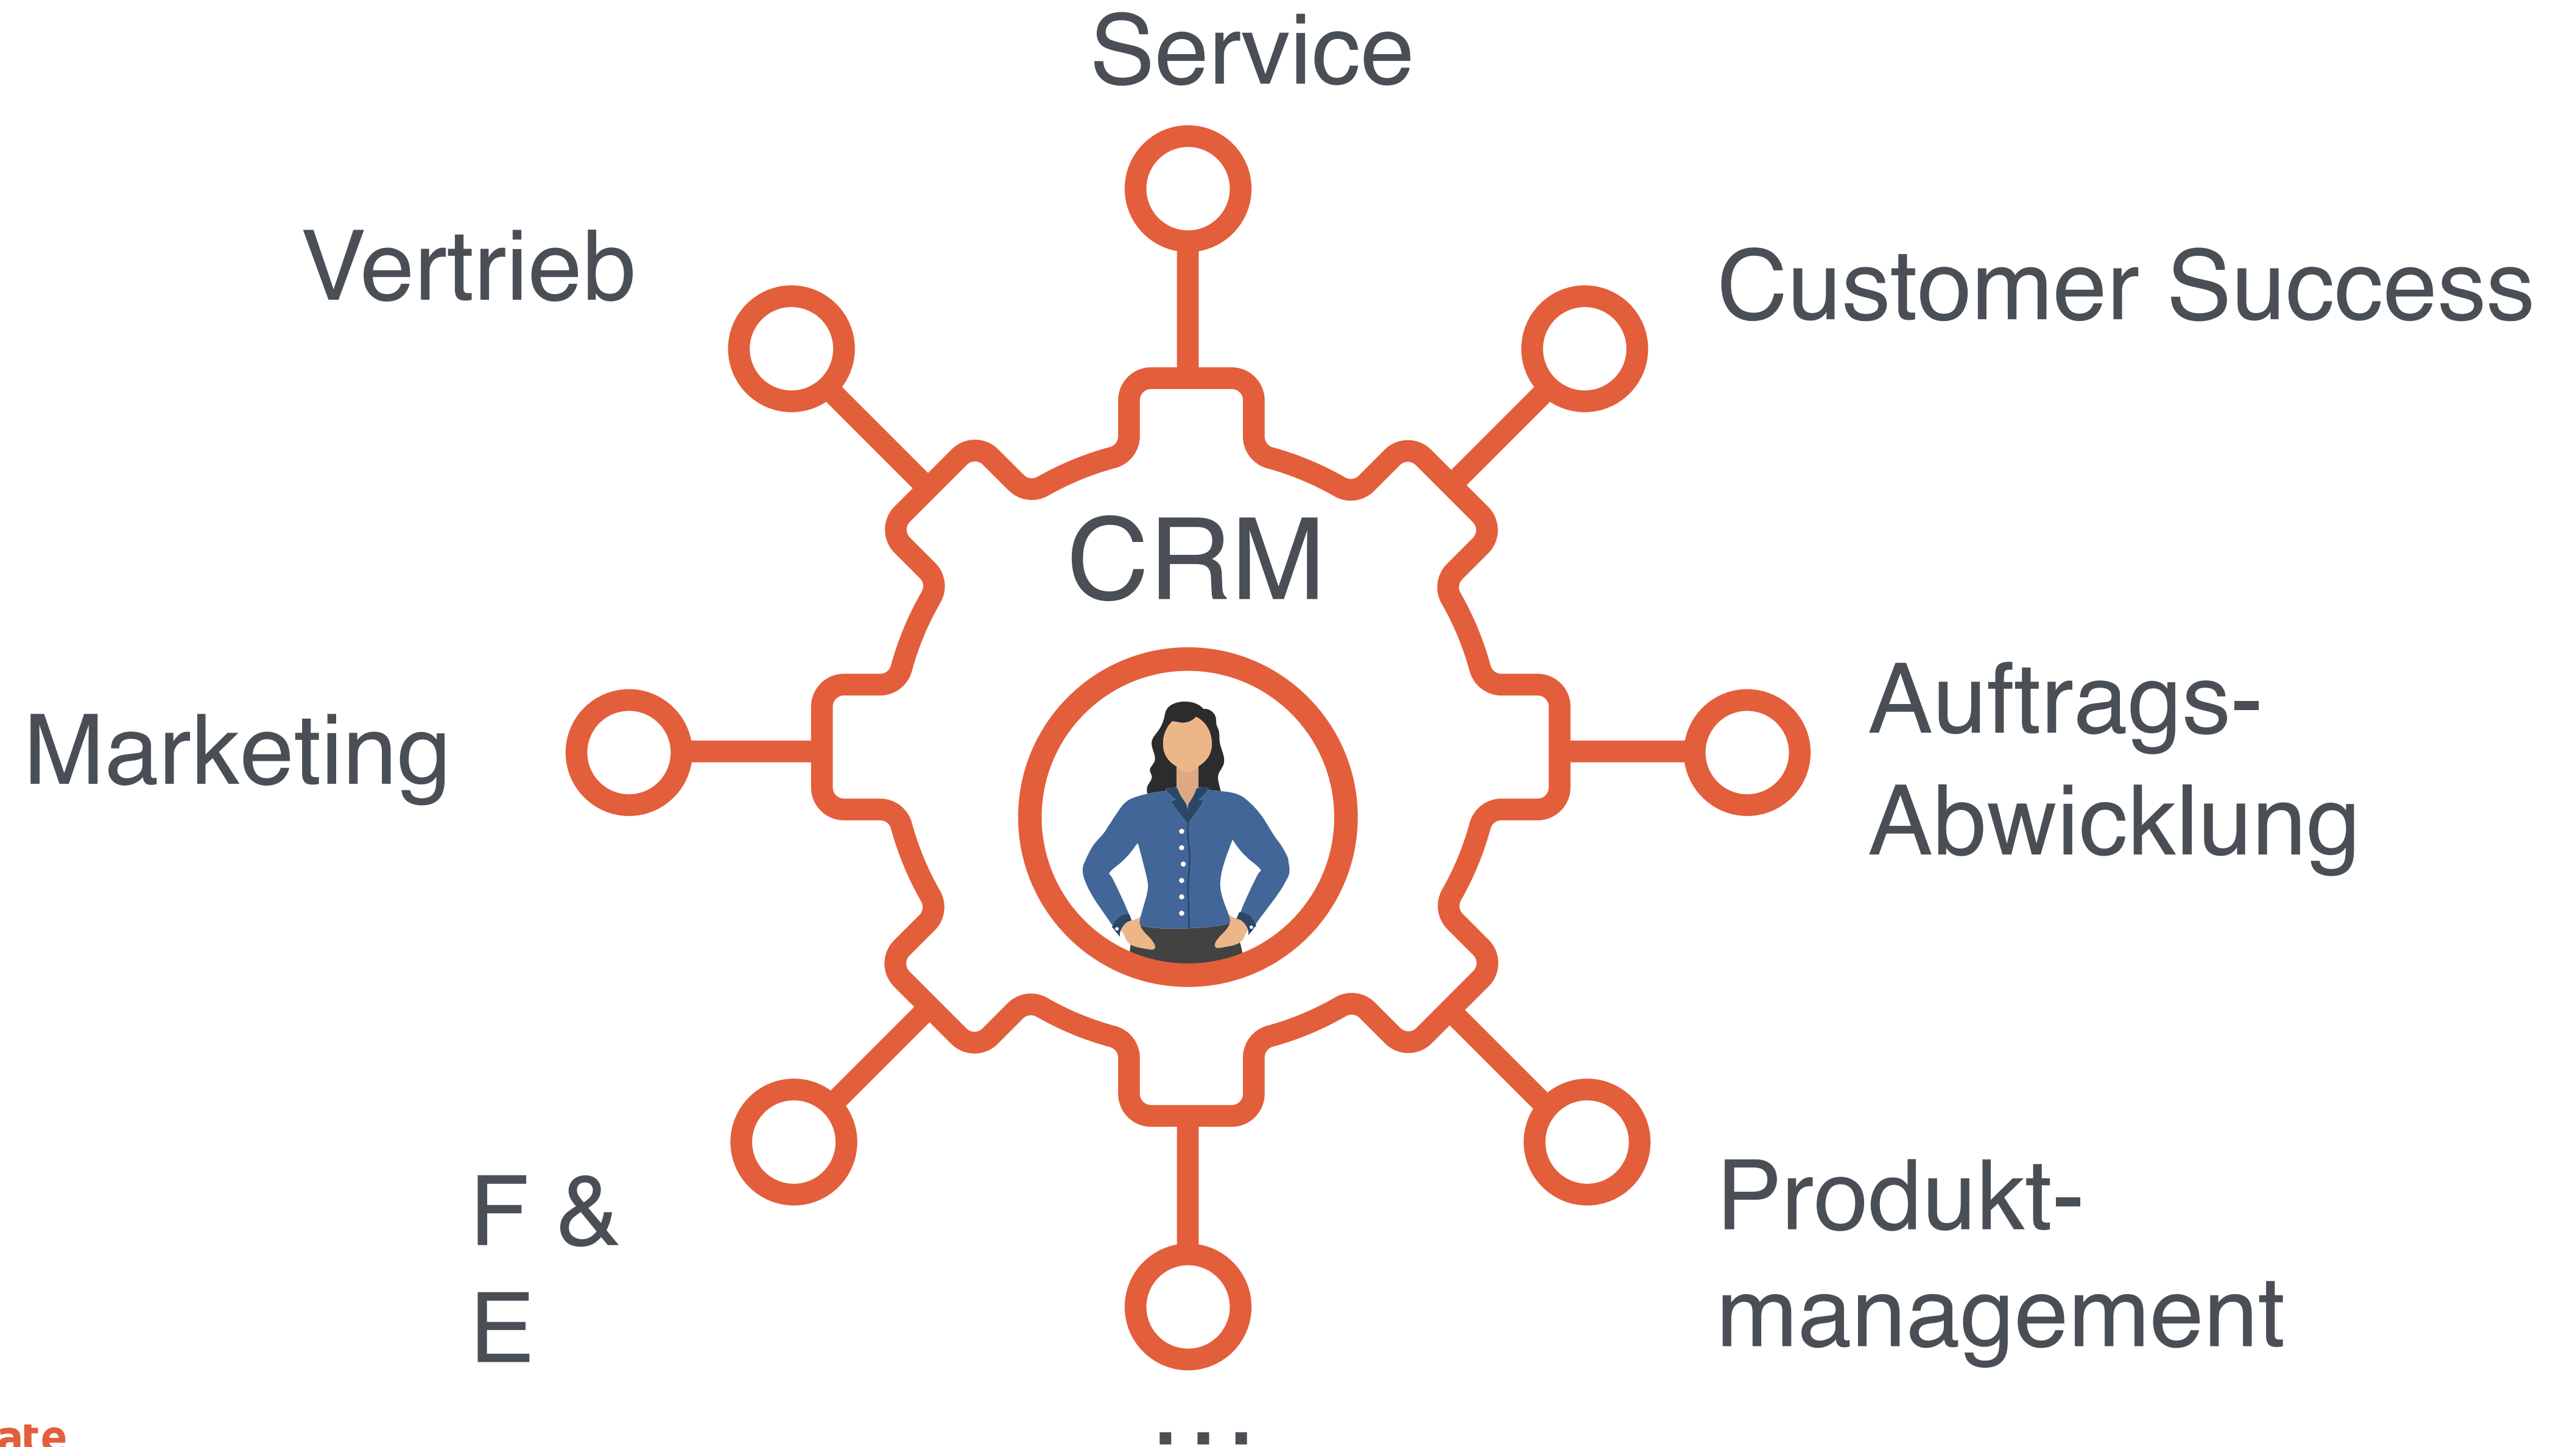 Service
Vertrieb
Customer Success
CRM
Marketing
Auftrags-
Abwicklung
F &
E
Produkt-
management
...